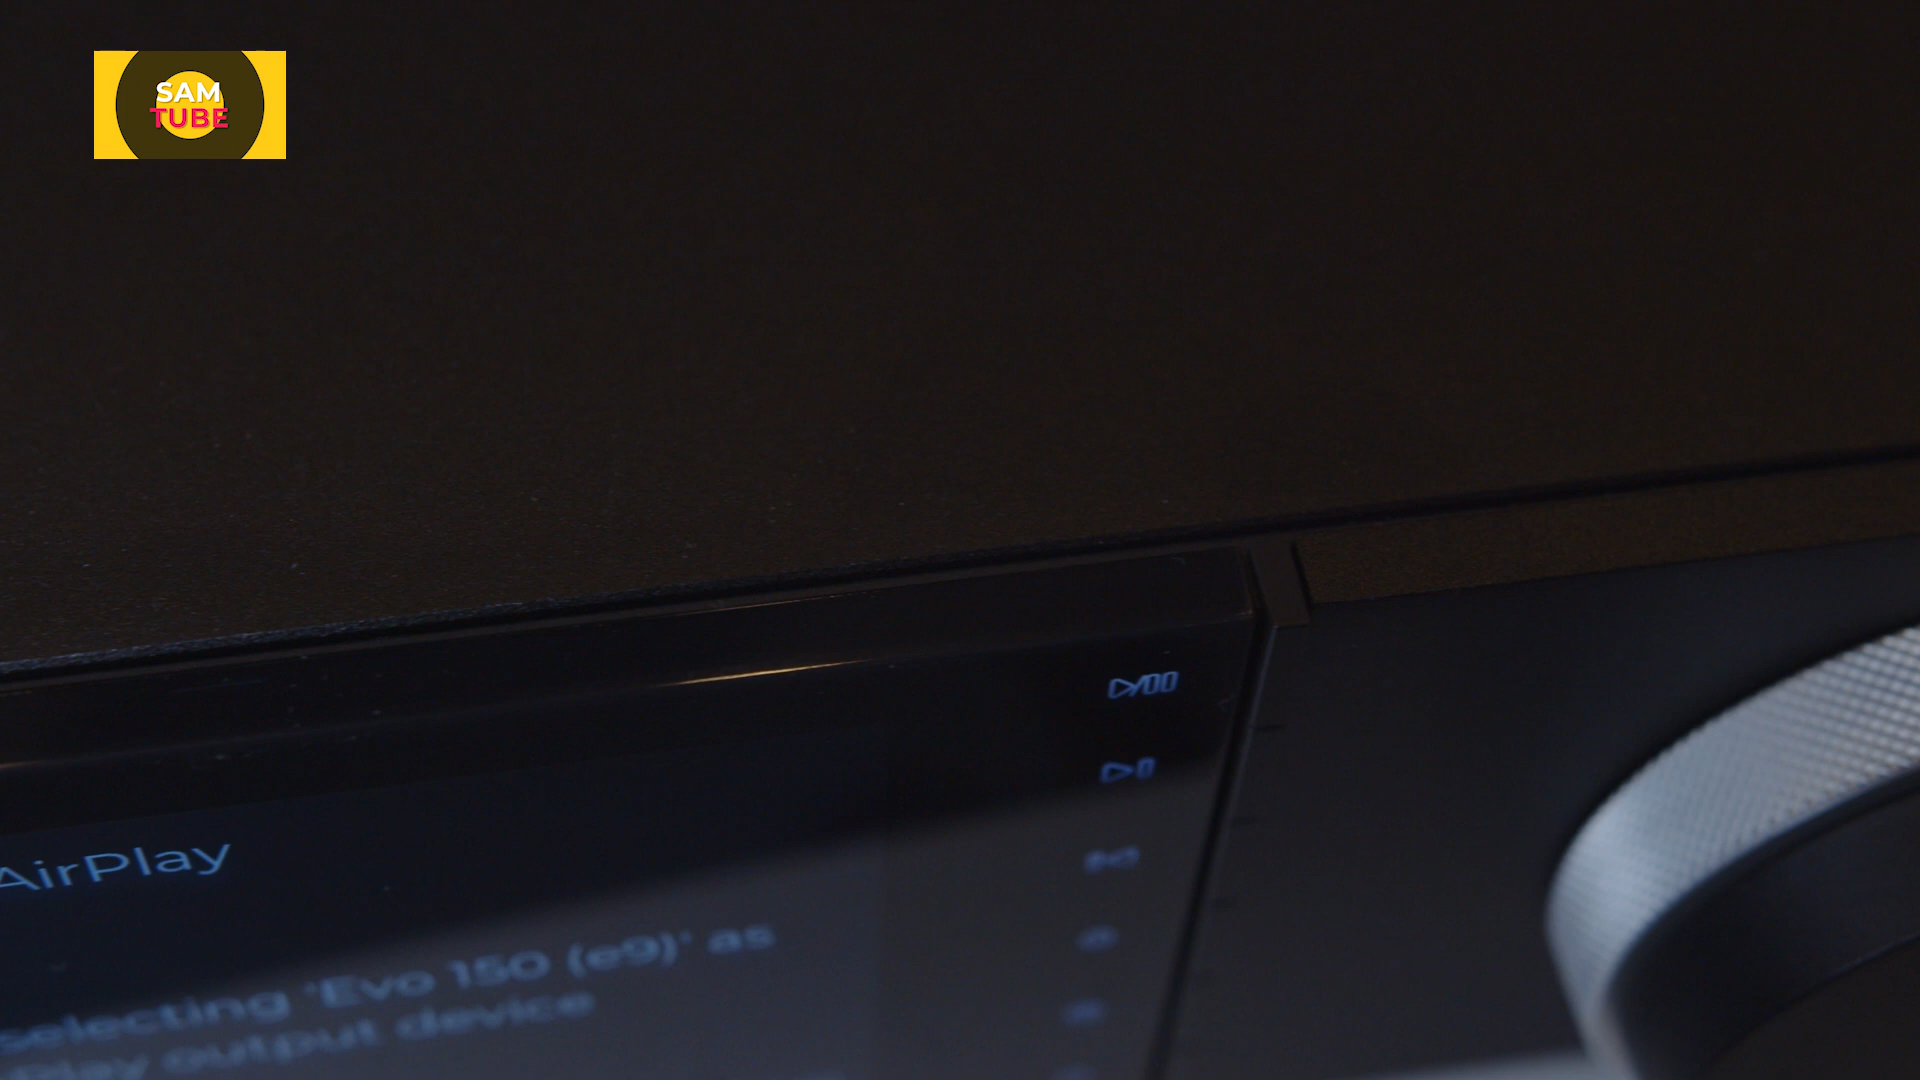 SAM
TUBE
AirPlay
selecting 'Evo 150 (e9)' as
output device